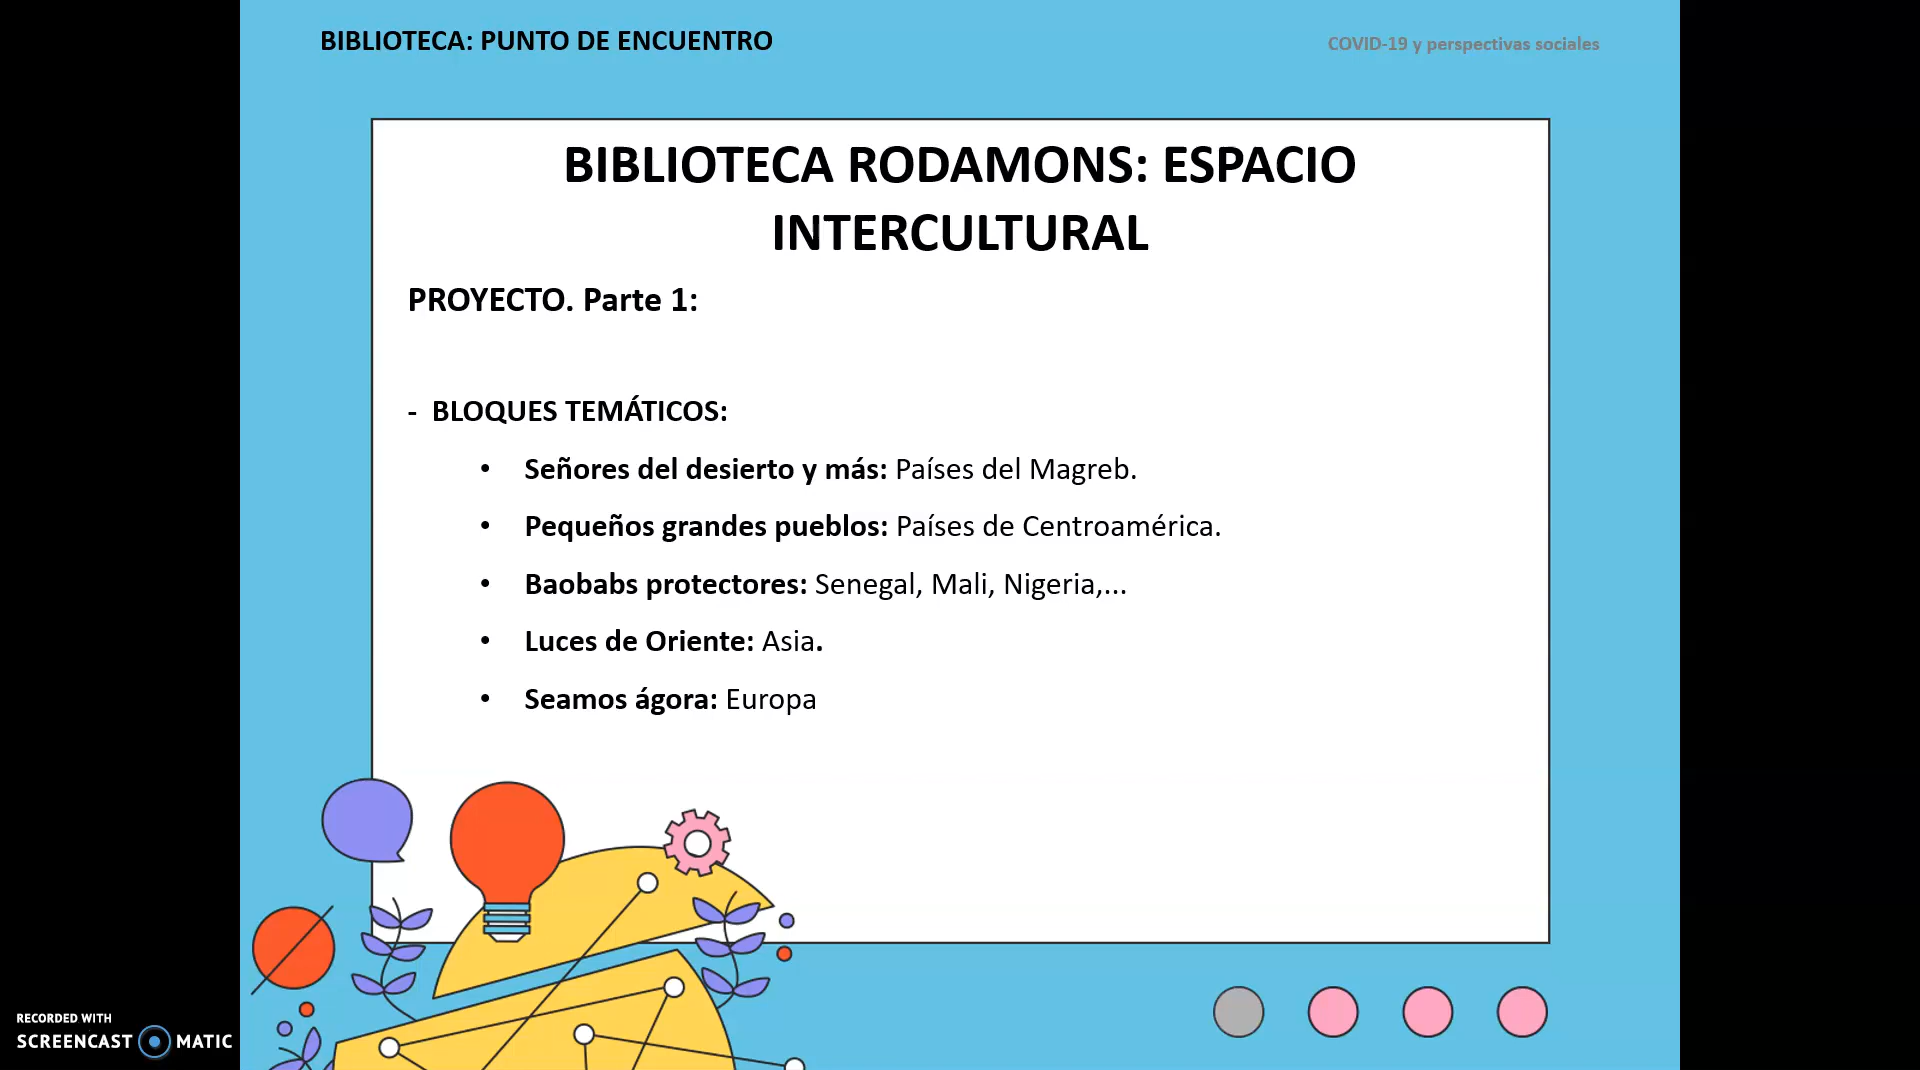 BIBLIOTECA: PUNTO DE ENCUENTRO
COVID-19 y perspectivas sociales
BIBLIOTECA RODAMONS: ESPACIO
INTERCULTURAL
PROYECTO. Parte 1:
- BLOQUES TEMÁTICOS:
• Señores del desierto y más: Países del Magreb.
• Pequeños grandes pueblos: Países de Centroamérica.
• Baobabs protectores: Senegal, Mali, Nigeria,...
• Luces de Oriente: Asia.
• Seamos ágora: Europa
RECORDED WITH
SCREENCAST MATIC